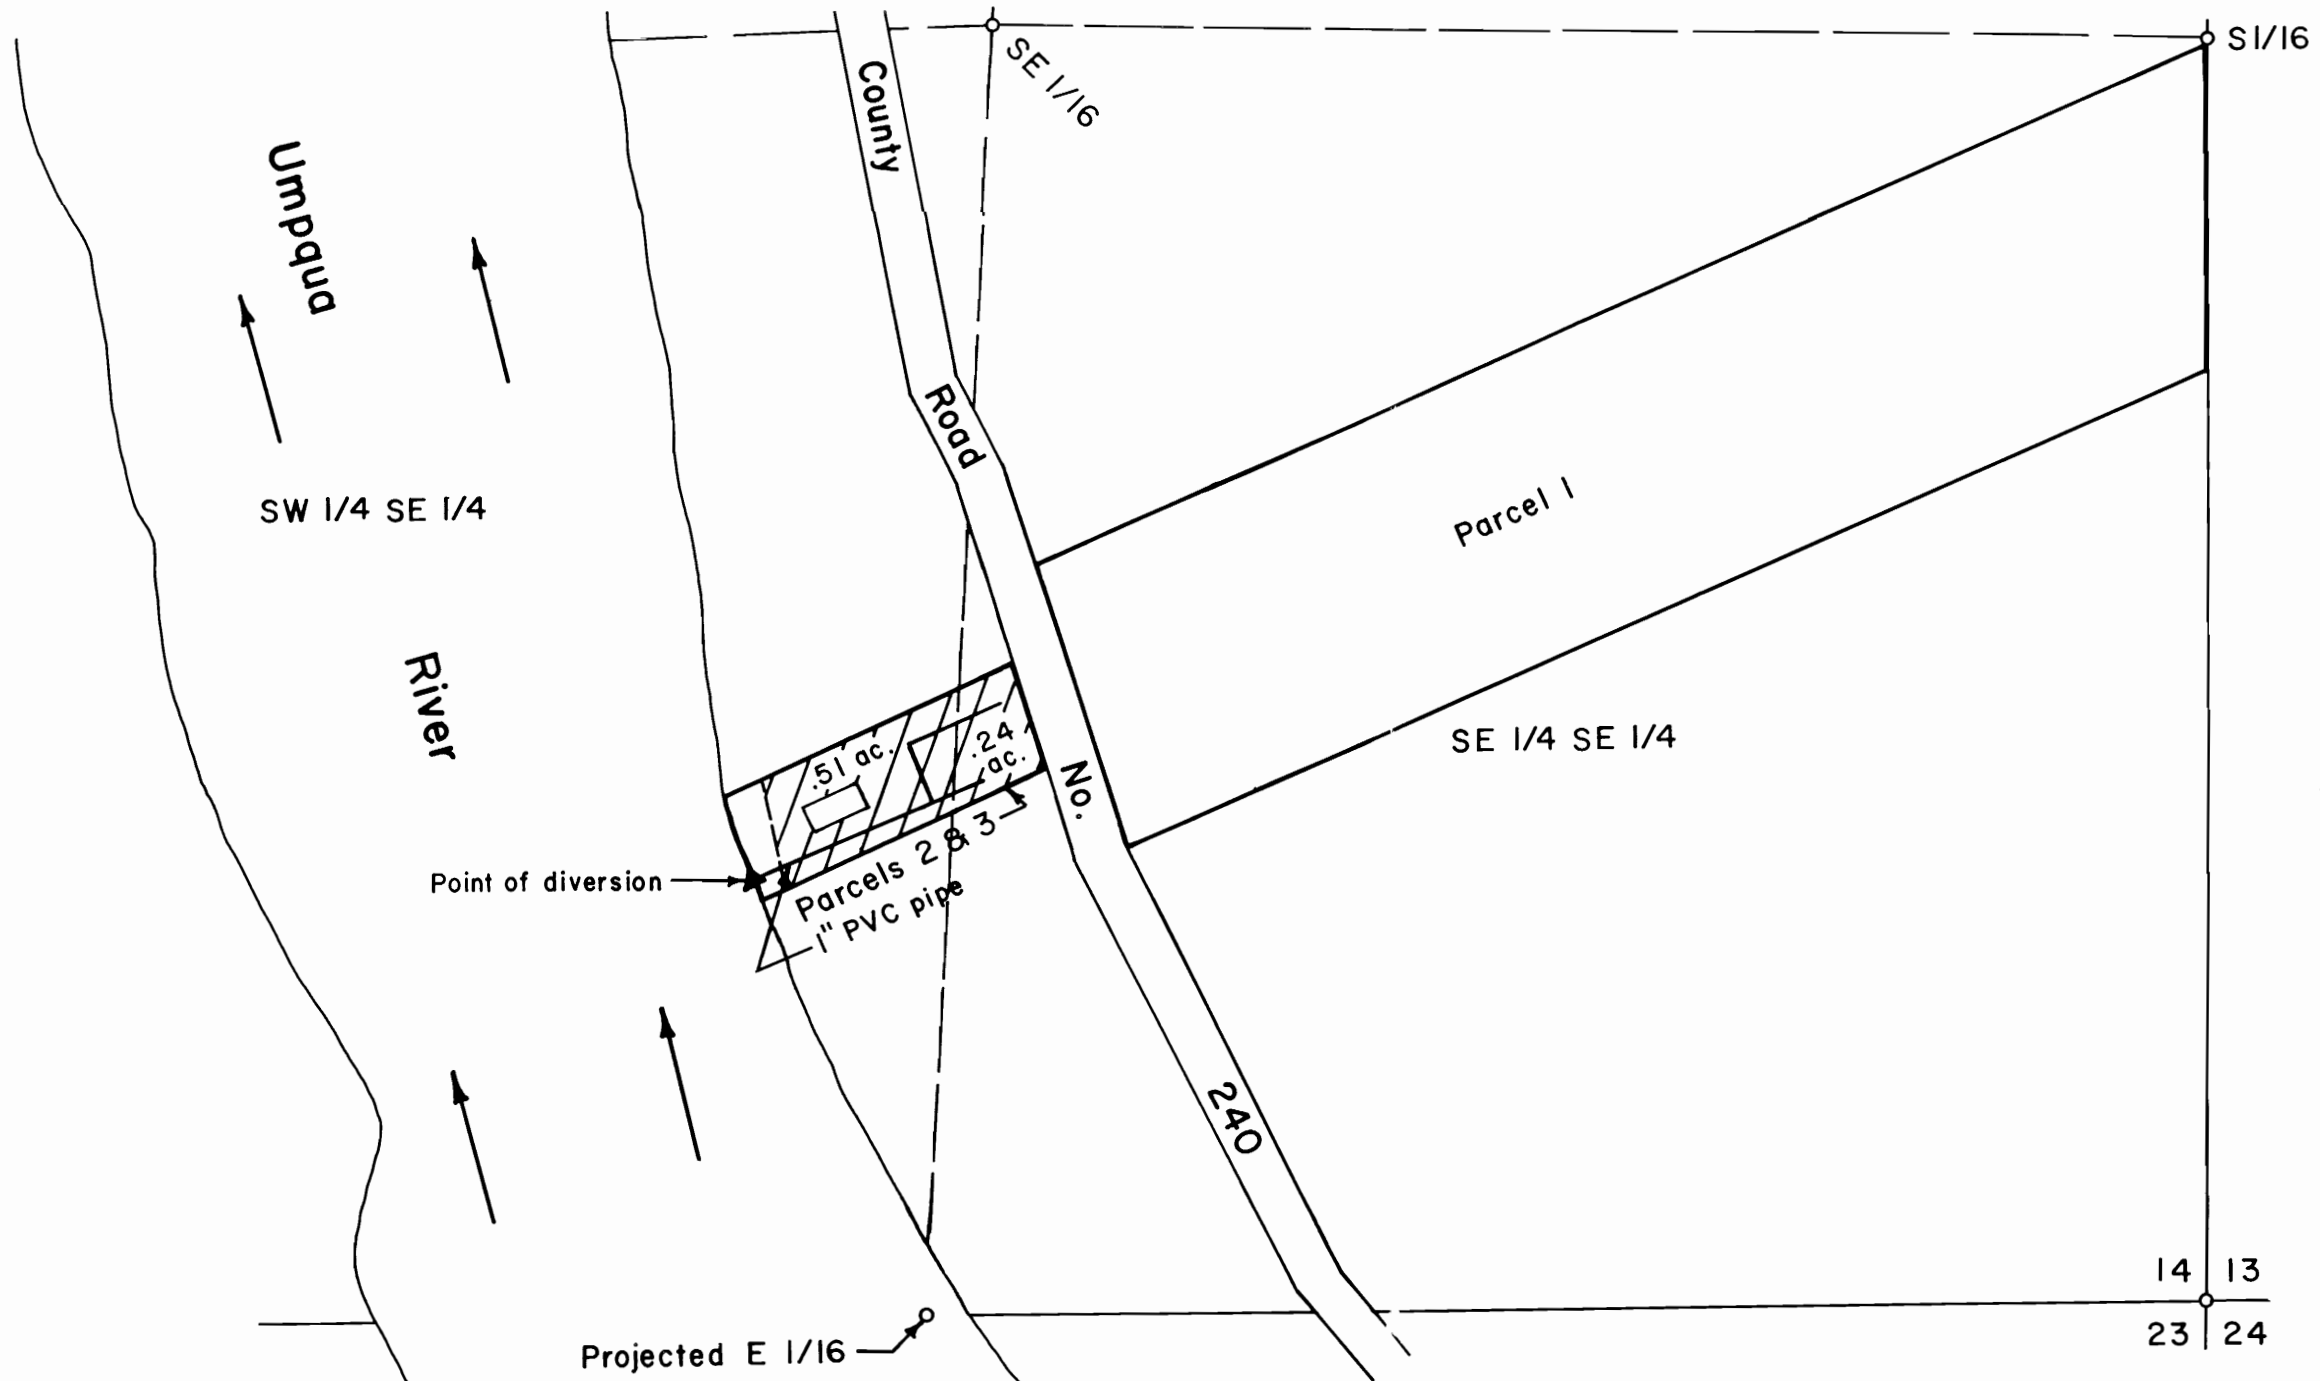 S1/16
SE 1/16
County
Umpqua
Road
Parcel 1
SW 1/4 SE 1/4
River
SE 1/4 SE 1/4
.51 ac.
.24
ac.
No.
Parcels 2 & 3
1" PVC pipe
Point of diversion
240
14 13
23 24
Projected E 1/16